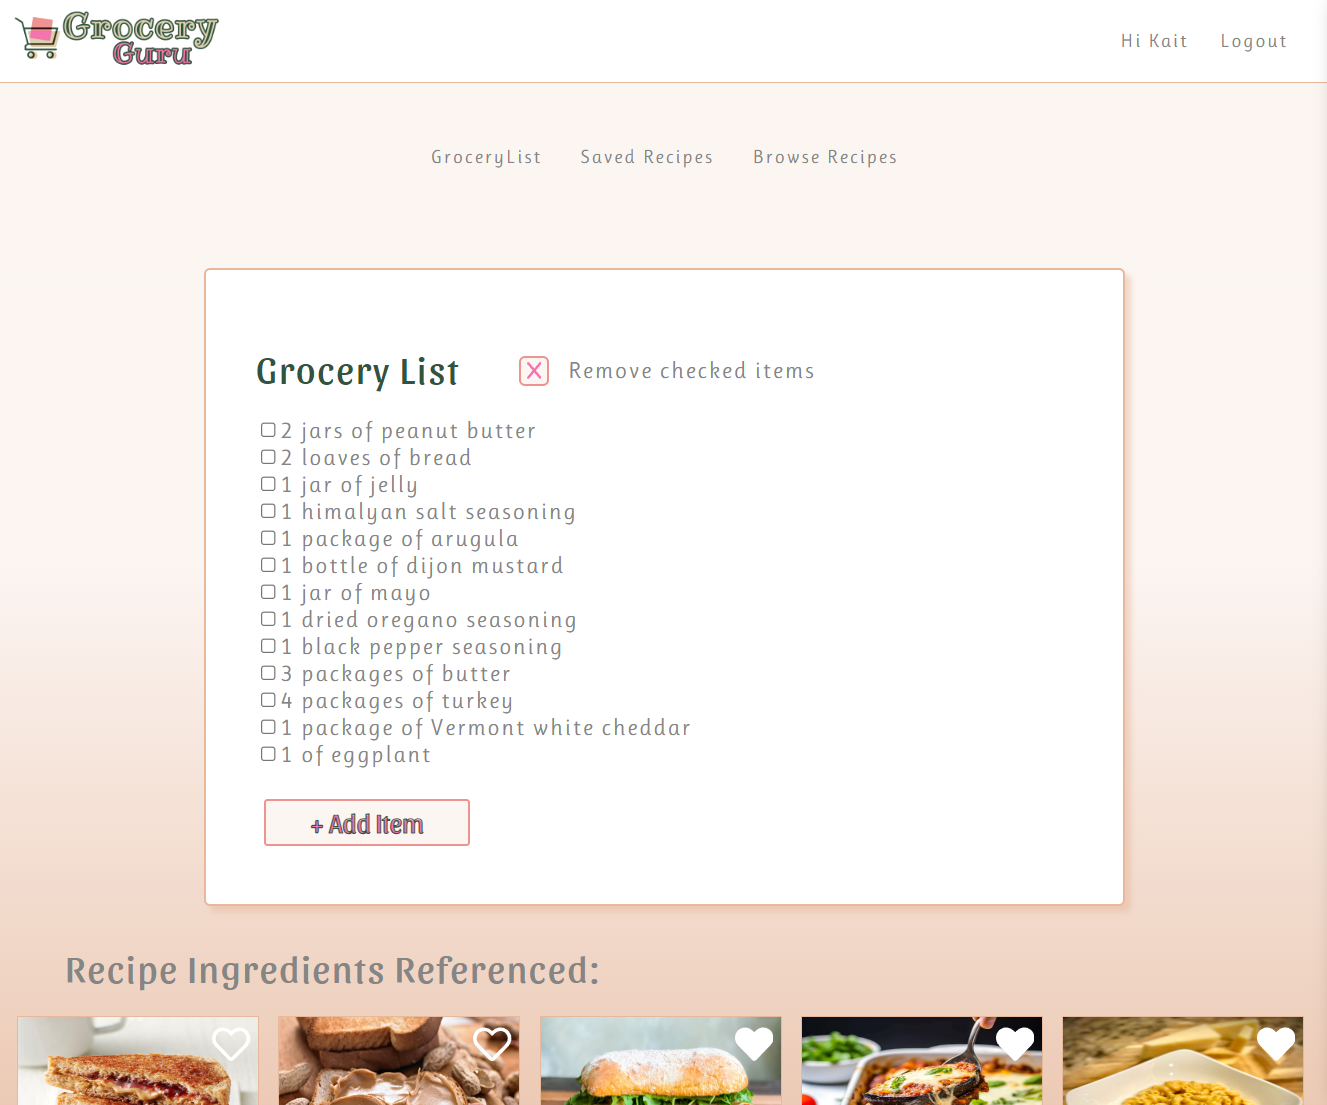 Grocery
Guru
Hi Kait Logout
GroceryList Saved Recipes Browse Recipes
Grocery List X Remove checked items
2 jars of peanut butter
2 loaves of bread
1 jar of jelly
1 himalyan salt seasoning
1 package of arugula
1 bottle of dijon mustard
1 jar of mayo
1 dried oregano seasoning
1 black pepper seasoning
3 packages of butter
4 packages of turkey
1 package of Vermont white cheddar
1 of eggplant
+ Add Item
Recipe Ingredients Referenced: